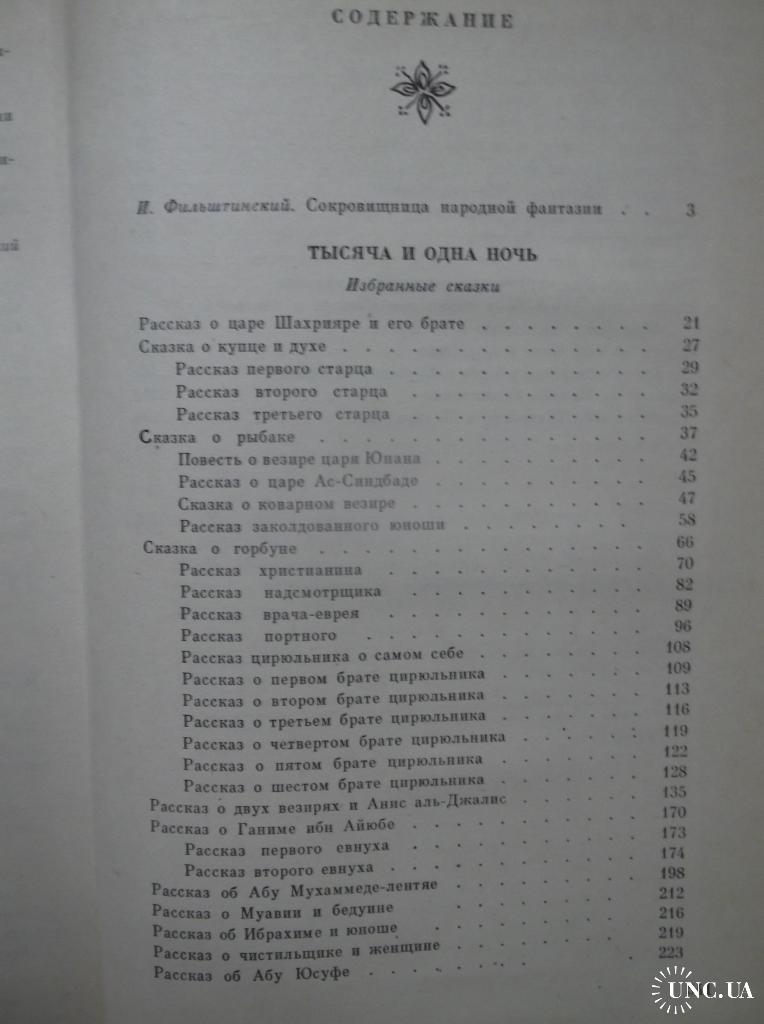 СОДЕРЖАНИЕ
И. Фильштинский. Сокровищница народной фантазии . . 3
ТЫСЯЧА И ОДНА НОЧЬ
Избранные сказки
Рассказ о царе Шахрияре и его брате . . . . . . . . 21
Сказка о купце и духе . . . . . . . . . . . . . 27
Рассказ первого старца . . . . . . . . . . . 29
Рассказ второго старца . . . . . . . . . . 32
Рассказ третьего старца . . . . . . . . . . 35
Сказка о рыбаке . . . . . . . . . . . . . . 37
Повесть о везире царя Юнана . . . . . . . . . 42
Рассказ о царе Ас-Синдбаде . . . . . . . . . 45
Сказка о коварном везире . . . . . . . . . . 47
Рассказ заколдованного юноши . . . . . . . 58
Сказка о горбуне . . . . . . . . . . . . . . 66
Рассказ христианина . . . . . . . . . . . 70
Рассказ надсмотрщика . . . . . . . . . . 82
Рассказ врача-еврея . . . . . . . . . . . 89
Рассказ портного . . . . . . . . . . . . 96
Рассказ цирюльника о самом себе . . . . . . . 108
Рассказ о первом брате цирюльника . . . . . . 109
Рассказ о втором брате цирюльника . . . . . . 113
Рассказ о третьем брате цирюльника . . . . . . 116
Рассказ о четвертом брате цирюльника . . . . . 119
Рассказ о пятом брате цирюльника . . . . . . 122
Рассказ о шестом брате цирюльника . . . . . . 128
Рассказ о двух везирях и Анис аль-Джалис . . . . . . 135
Рассказ о Ганиме ибн Айюбе . . . . . . . . . . . 170
Рассказ первого евнуха . . . . . . . . . . 173
Рассказ второго евнуха . . . . . . . . . . 174
Рассказ об Абу Мухаммеде-лентяе . . . . . . . . . 198
Рассказ о Муавии и бедуине . . . . . . . . . 212
Рассказ об Ибрахиме и юноше . . . . . . . . . 216
Рассказ о чистильщике и женщине . . . . . . . . 219
Рассказ об Абу Юсуфе . . . . . . . . 223
UNC.UA